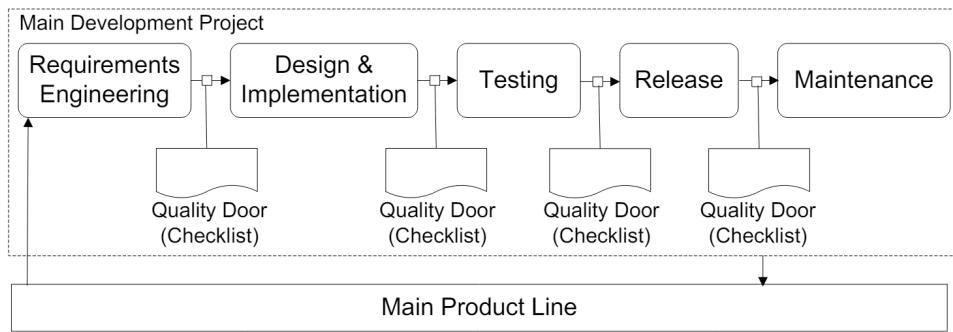 Main Development Project
Requirements
Engineering
Design &
Implementation
Testing
Release
Maintenance
Quality Door
(Checklist)
Quality Door
(Checklist)
Quality Door
(Checklist)
Quality Door
(Checklist)
Main Product Line